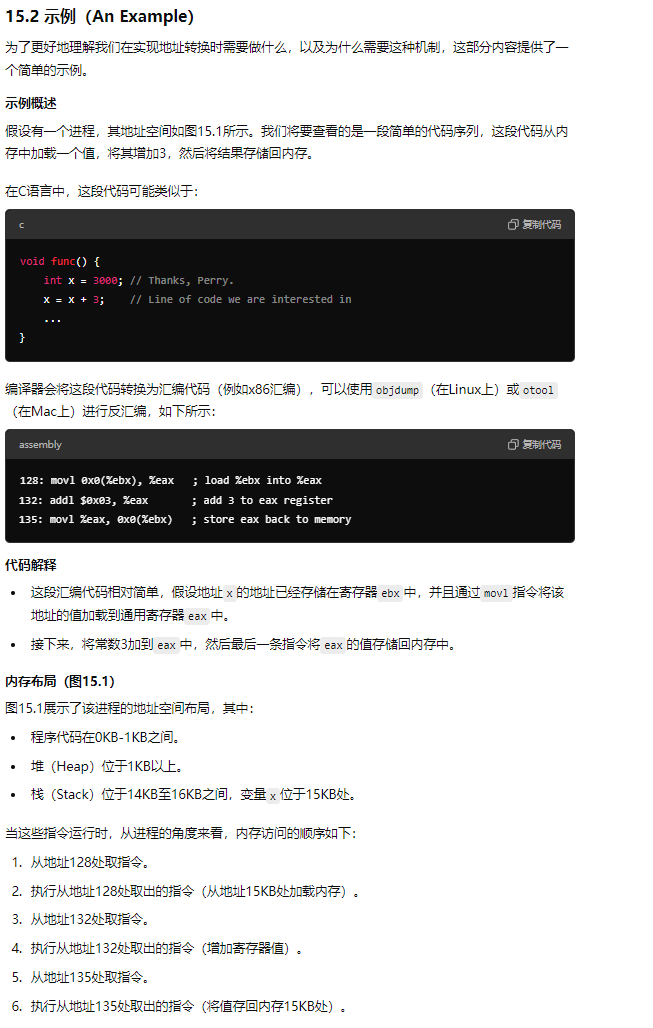 15.2 示例（An Example）
为了更好地理解我们在实现地址转换时需要做什么，以及为什么需要这种机制，这部分内容提供了一
个简单的示例。
示例概述
假设有一个进程，其地址空间如图15.1所示。我们将要查看的是一段简单的代码序列，这段代码从内
存中加载一个值，将其增加3，然后将结果存储回内存。
在C语言中，这段代码可能类似于：
c 复制代码
void func() {
    int x = 3000; // Thanks, Perry.
    x = x + 3;    // Line of code we are interested in
    ...
}
编译器会将这段代码转换为汇编代码（例如x86汇编），可以使用 objdump （在Linux上）或 otool
（在Mac上）进行反汇编，如下所示：
assembly 复制代码
128: movl 0x0(%ebx), %eax   ; load %ebx into %eax
132: addl $0x03, %eax       ; add 3 to eax register
135: movl %eax, 0x0(%ebx)   ; store eax back to memory
代码解释
• 这段汇编代码相对简单，假设地址 x 的地址已经存储在寄存器 ebx 中，并且通过 movl 指令将该
地址的值加载到通用寄存器 eax 中。
• 接下来，将常数3加到 eax 中，然后最后一条指令将 eax 的值存储回内存中。
内存布局（图15.1）
图15.1展示了该进程的地址空间布局，其中：
• 程序代码在0KB-1KB之间。
• 堆（Heap）位于1KB以上。
• 栈（Stack）位于14KB至16KB之间，变量 x 位于15KB处。
当这些指令运行时，从进程的角度来看，内存访问的顺序如下：
1. 从地址128处取指令。
2. 执行从地址128处取出的指令（从地址15KB处加载内存）。
3. 从地址132处取指令。
4. 执行从地址132处取出的指令（增加寄存器值）。
5. 从地址135处取指令。
6. 执行从地址135处取出的指令（将值存回内存15KB处）。